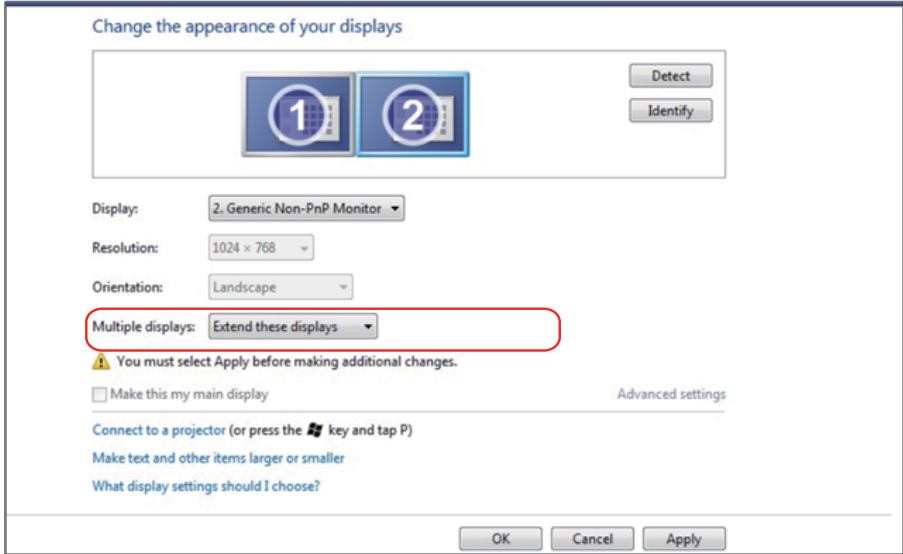 Change the appearance of your displays
1 2
Detect
Identify
Display: 2. Generic Non-PnP Monitor
Resolution: 1024 × 768
Orientation: Landscape
Multiple displays: Extend these displays
You must select Apply before making additional changes.
Make this my main display Advanced settings
Connect to a projector (or press the key and tap P)
Make text and other items larger or smaller
What display settings should I choose?
OK Cancel Apply